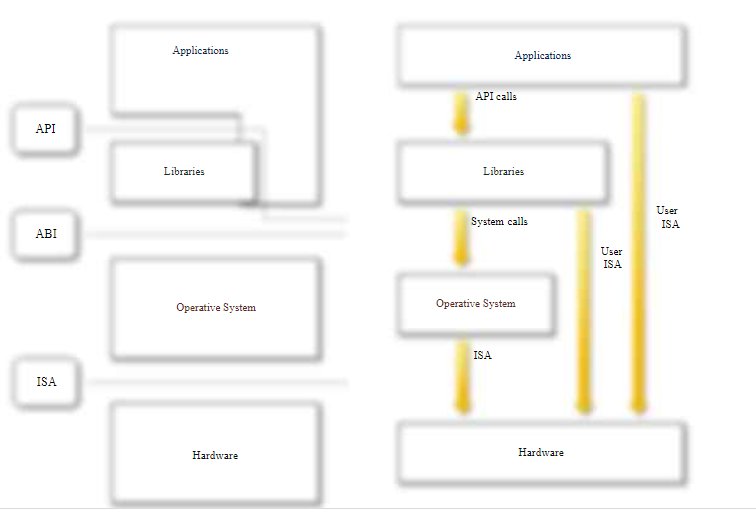 Applications
API
Libraries
ABI
Operative System
ISA
Hardware
Applications
API calls
Libraries
System calls
User
ISA
User
ISA
Operative System
ISA
Hardware